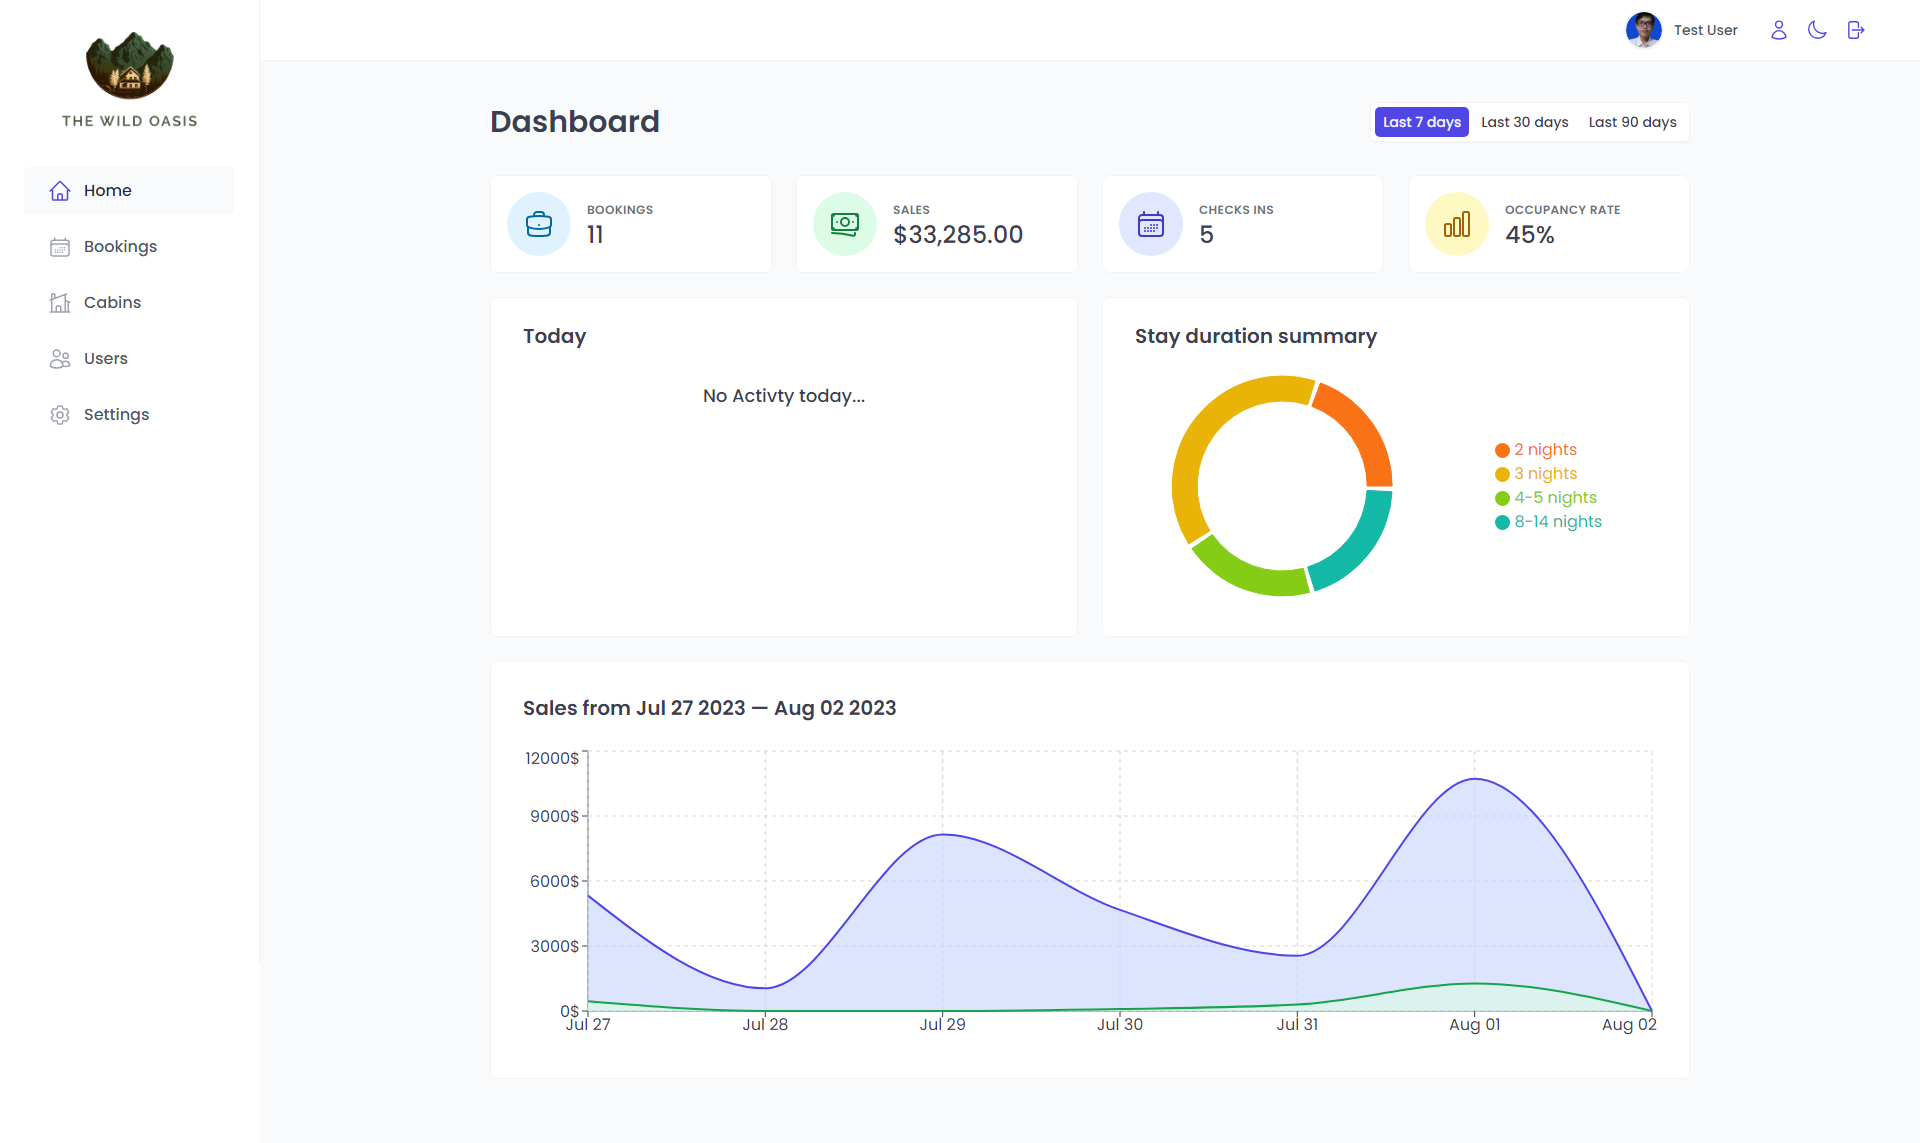 THE WILD OASIS
Home
Bookings
Cabins
Users
Settings
Test User
Dashboard
Last 7 days
Last 30 days
Last 90 days
BOOKINGS
11
SALES
$33,285.00
CHECKS INS
5
OCCUPANCY RATE
45%
Today
No Activty today...
Stay duration summary
2 nights
3 nights
4-5 nights
8-14 nights
Sales from Jul 27 2023 — Aug 02 2023
12000$
9000$
6000$
3000$
0$
Jul 27
Jul 28
Jul 29
Jul 30
Jul 31
Aug 01
Aug 02